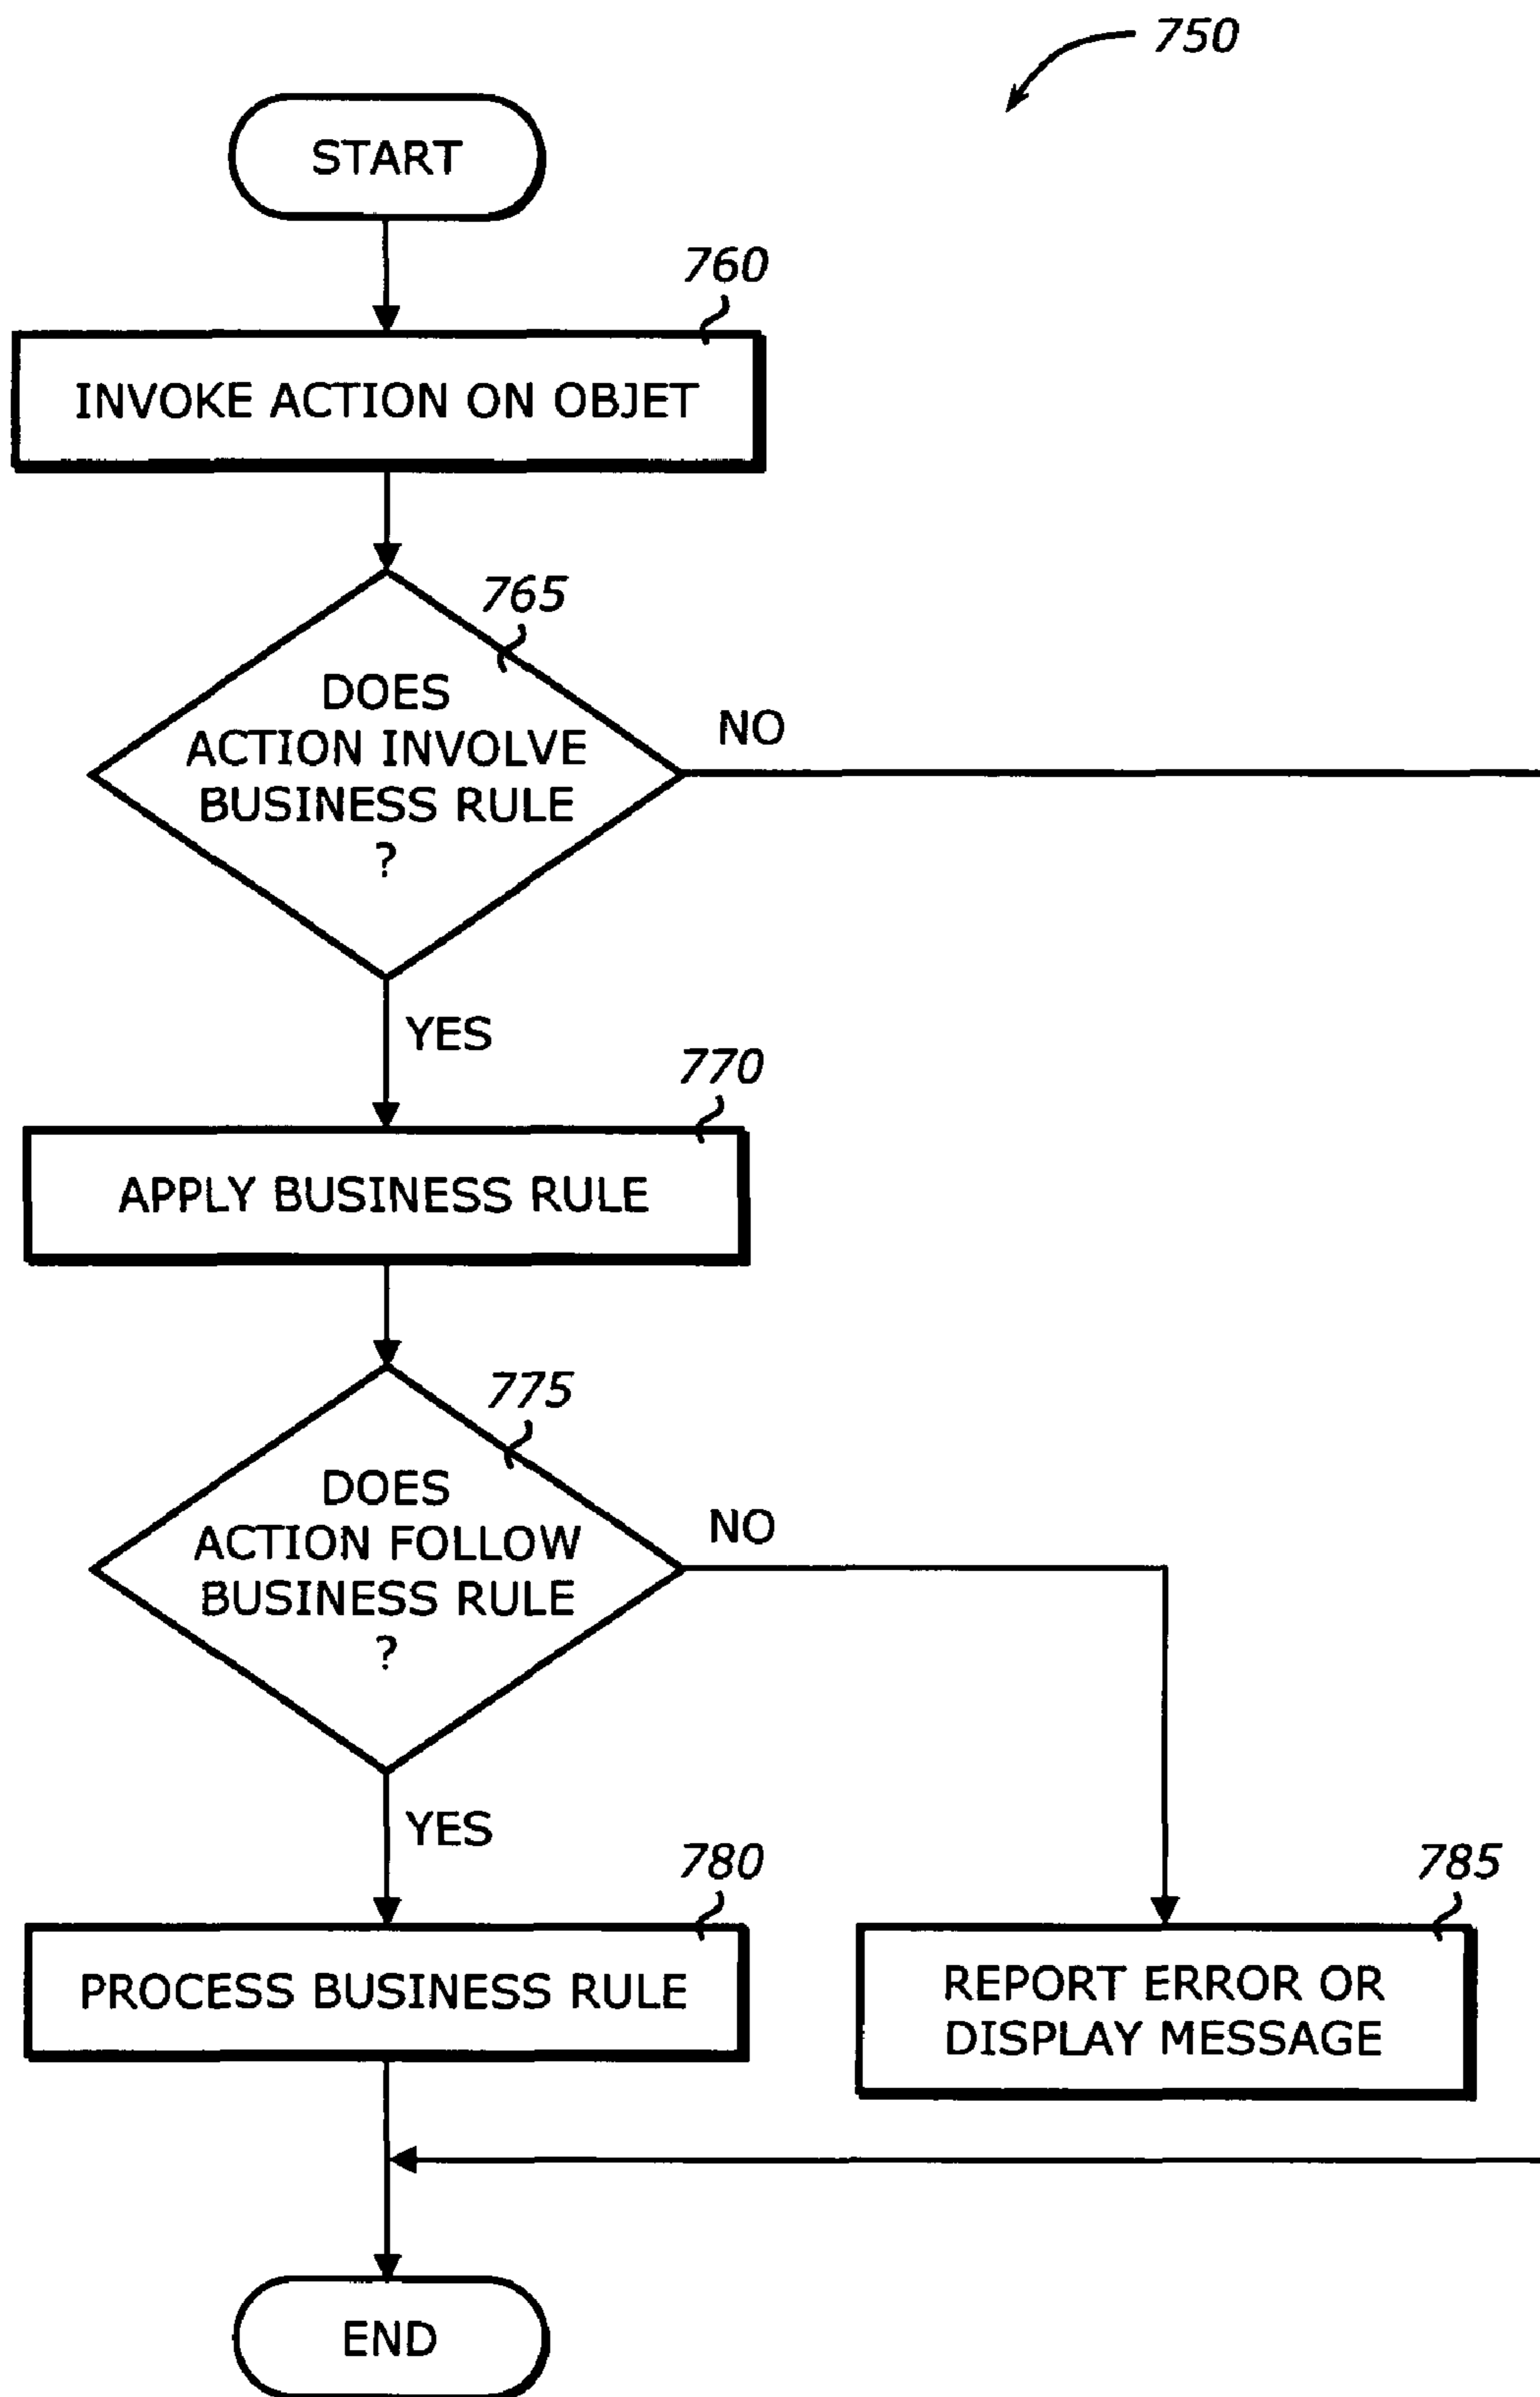 750
START
760
INVOKE ACTION ON OBJET
765
DOES
ACTION INVOLVE
BUSINESS RULE
?
NO
YES
770
APPLY BUSINESS RULE
775
DOES
ACTION FOLLOW
BUSINESS RULE
?
NO
YES
780
PROCESS BUSINESS RULE
785
REPORT ERROR OR
DISPLAY MESSAGE
END